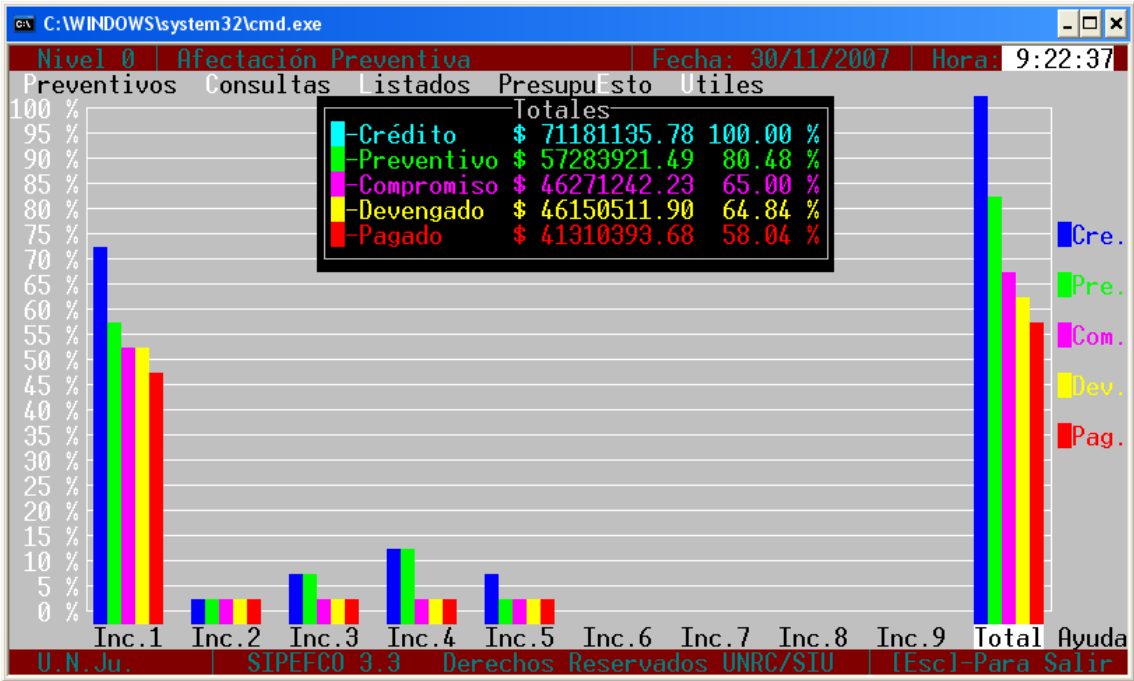 C:\WINDOWS\system32\cmd.exe
Nivel 0 | Afectación Preventiva | Fecha: 30/11/2007 | Hora: 9:22:37
Preventivos Consultas Listados PresupuEsto Utiles
Totales
-Crédito $ 71181135.78 100.00 %
-Preventivo $ 57283921.49 80.48 %
-Compromiso $ 46271242.23 65.00 %
-Devengado $ 46150511.90 64.84 %
-Pagado $ 41310393.68 58.04 %
100 %
95 %
90 %
85 %
80 %
75 %
70 %
65 %
60 %
55 %
50 %
45 %
40 %
35 %
30 %
25 %
20 %
15 %
10 %
5 %
0 %
Cre.
Pre.
Com.
Dev.
Pag.
Inc.1 Inc.2 Inc.3 Inc.4 Inc.5 Inc.6 Inc.7 Inc.8 Inc.9 Total Ayuda
U.N.Ju. | SIPEFCO 3.3 Derechos Reservados UNRC/SIU | [Esc]-Para Salir